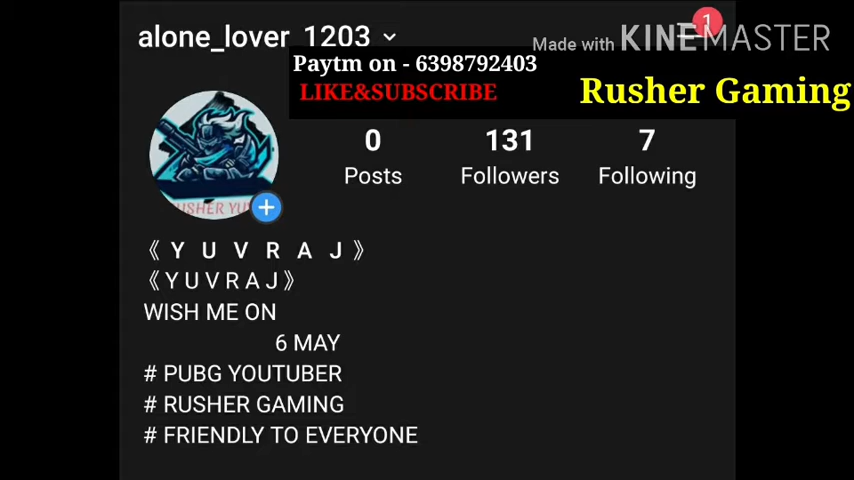 alone_lover_1203
1
Made with KINEMASTER
Paytm on - 6398792403
LIKE&SUBSCRIBE
Rusher Gaming
0 131 7
Posts Followers Following
《 Y U V R A J 》
《 Y U V R A J 》
WISH ME ON
6 MAY
# PUBG YOUTUBER
# RUSHER GAMING
# FRIENDLY TO EVERYONE